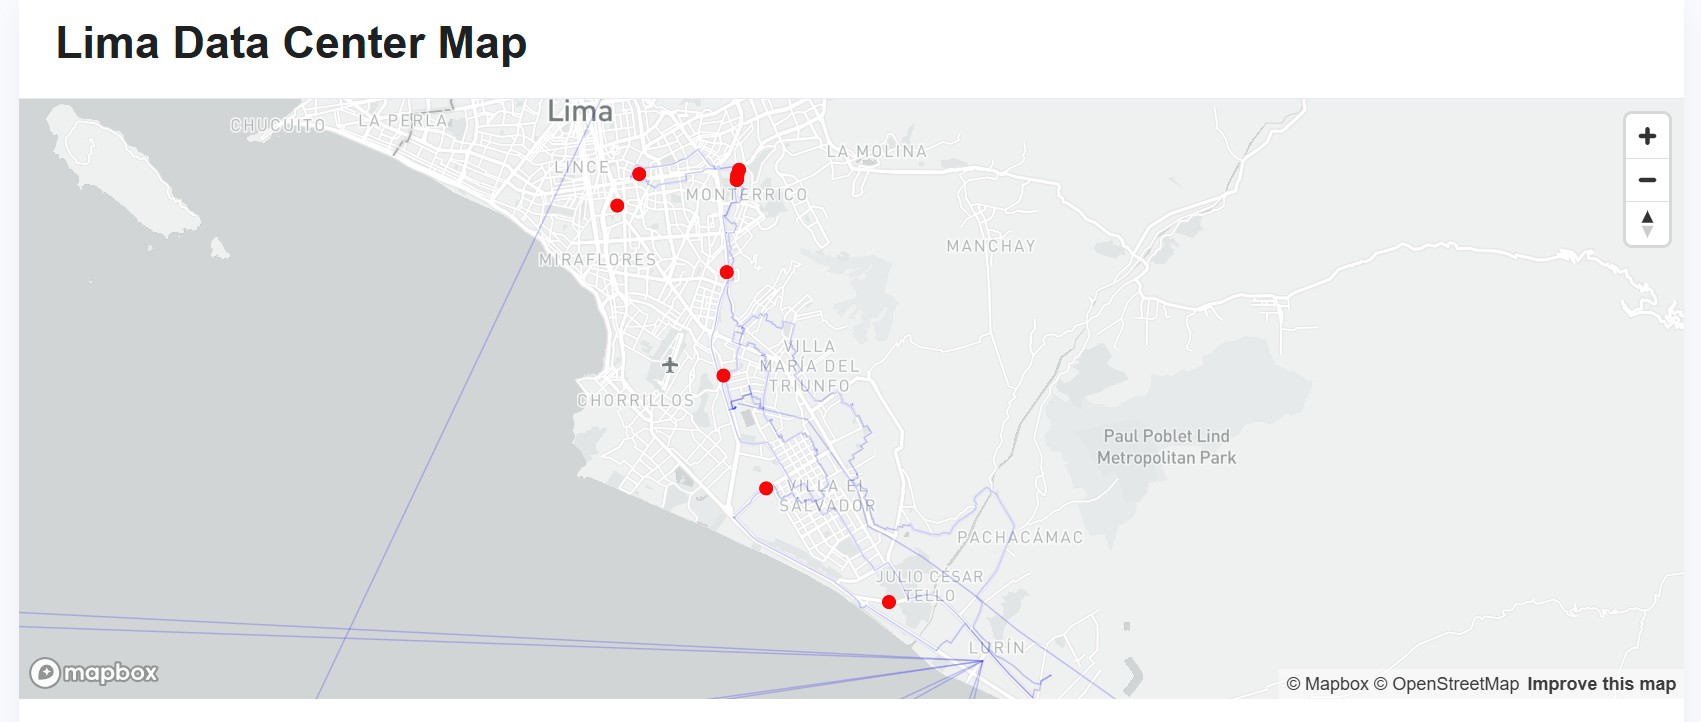 Lima Data Center Map
Lima
CHUCUITO
LA PERLA
LINCE
LA MOLINA
MONTERRICO
MIRAFLORES
MANCHAY
VILLA
MARÍA DEL
TRIUNFO
CHORRILLOS
Paul Poblet Lind
Metropolitan Park
VILLA EL
SALVADOR
PACHACÁMAC
JULIO CÉSAR
TELLO
LURÍN
mapbox
© Mapbox © OpenStreetMap Improve this map